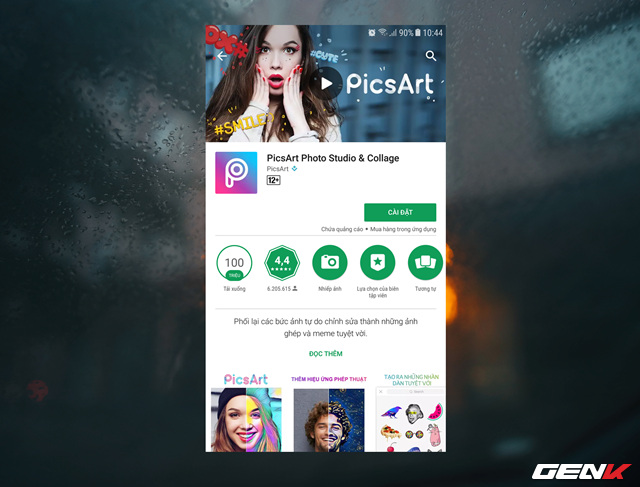 90% 10:44
OMG#
#CUTE
PicsArt
#SMILE
PicsArt Photo Studio & Collage
PicsArt
12+
CÀI ĐẶT
Chứa quảng cáo • Mua hàng trong ứng dụng
100
TRIỆU
4,4
Tải xuống
6.205.615
Nhiếp ảnh
Lựa chọn của biên
tập viên
Tương tự
Phối lại các bức ảnh tự do chỉnh sửa thành những ảnh
ghép và meme tuyệt vời.
ĐỌC THÊM
PicsArt
THÊM HIỆU ỨNG PHÉP THUẬT
TẠO RA NHỮNG NHÃN
DÁN TUYỆT VỜI
GENK